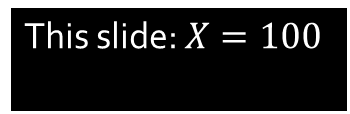 This slide: X = 100